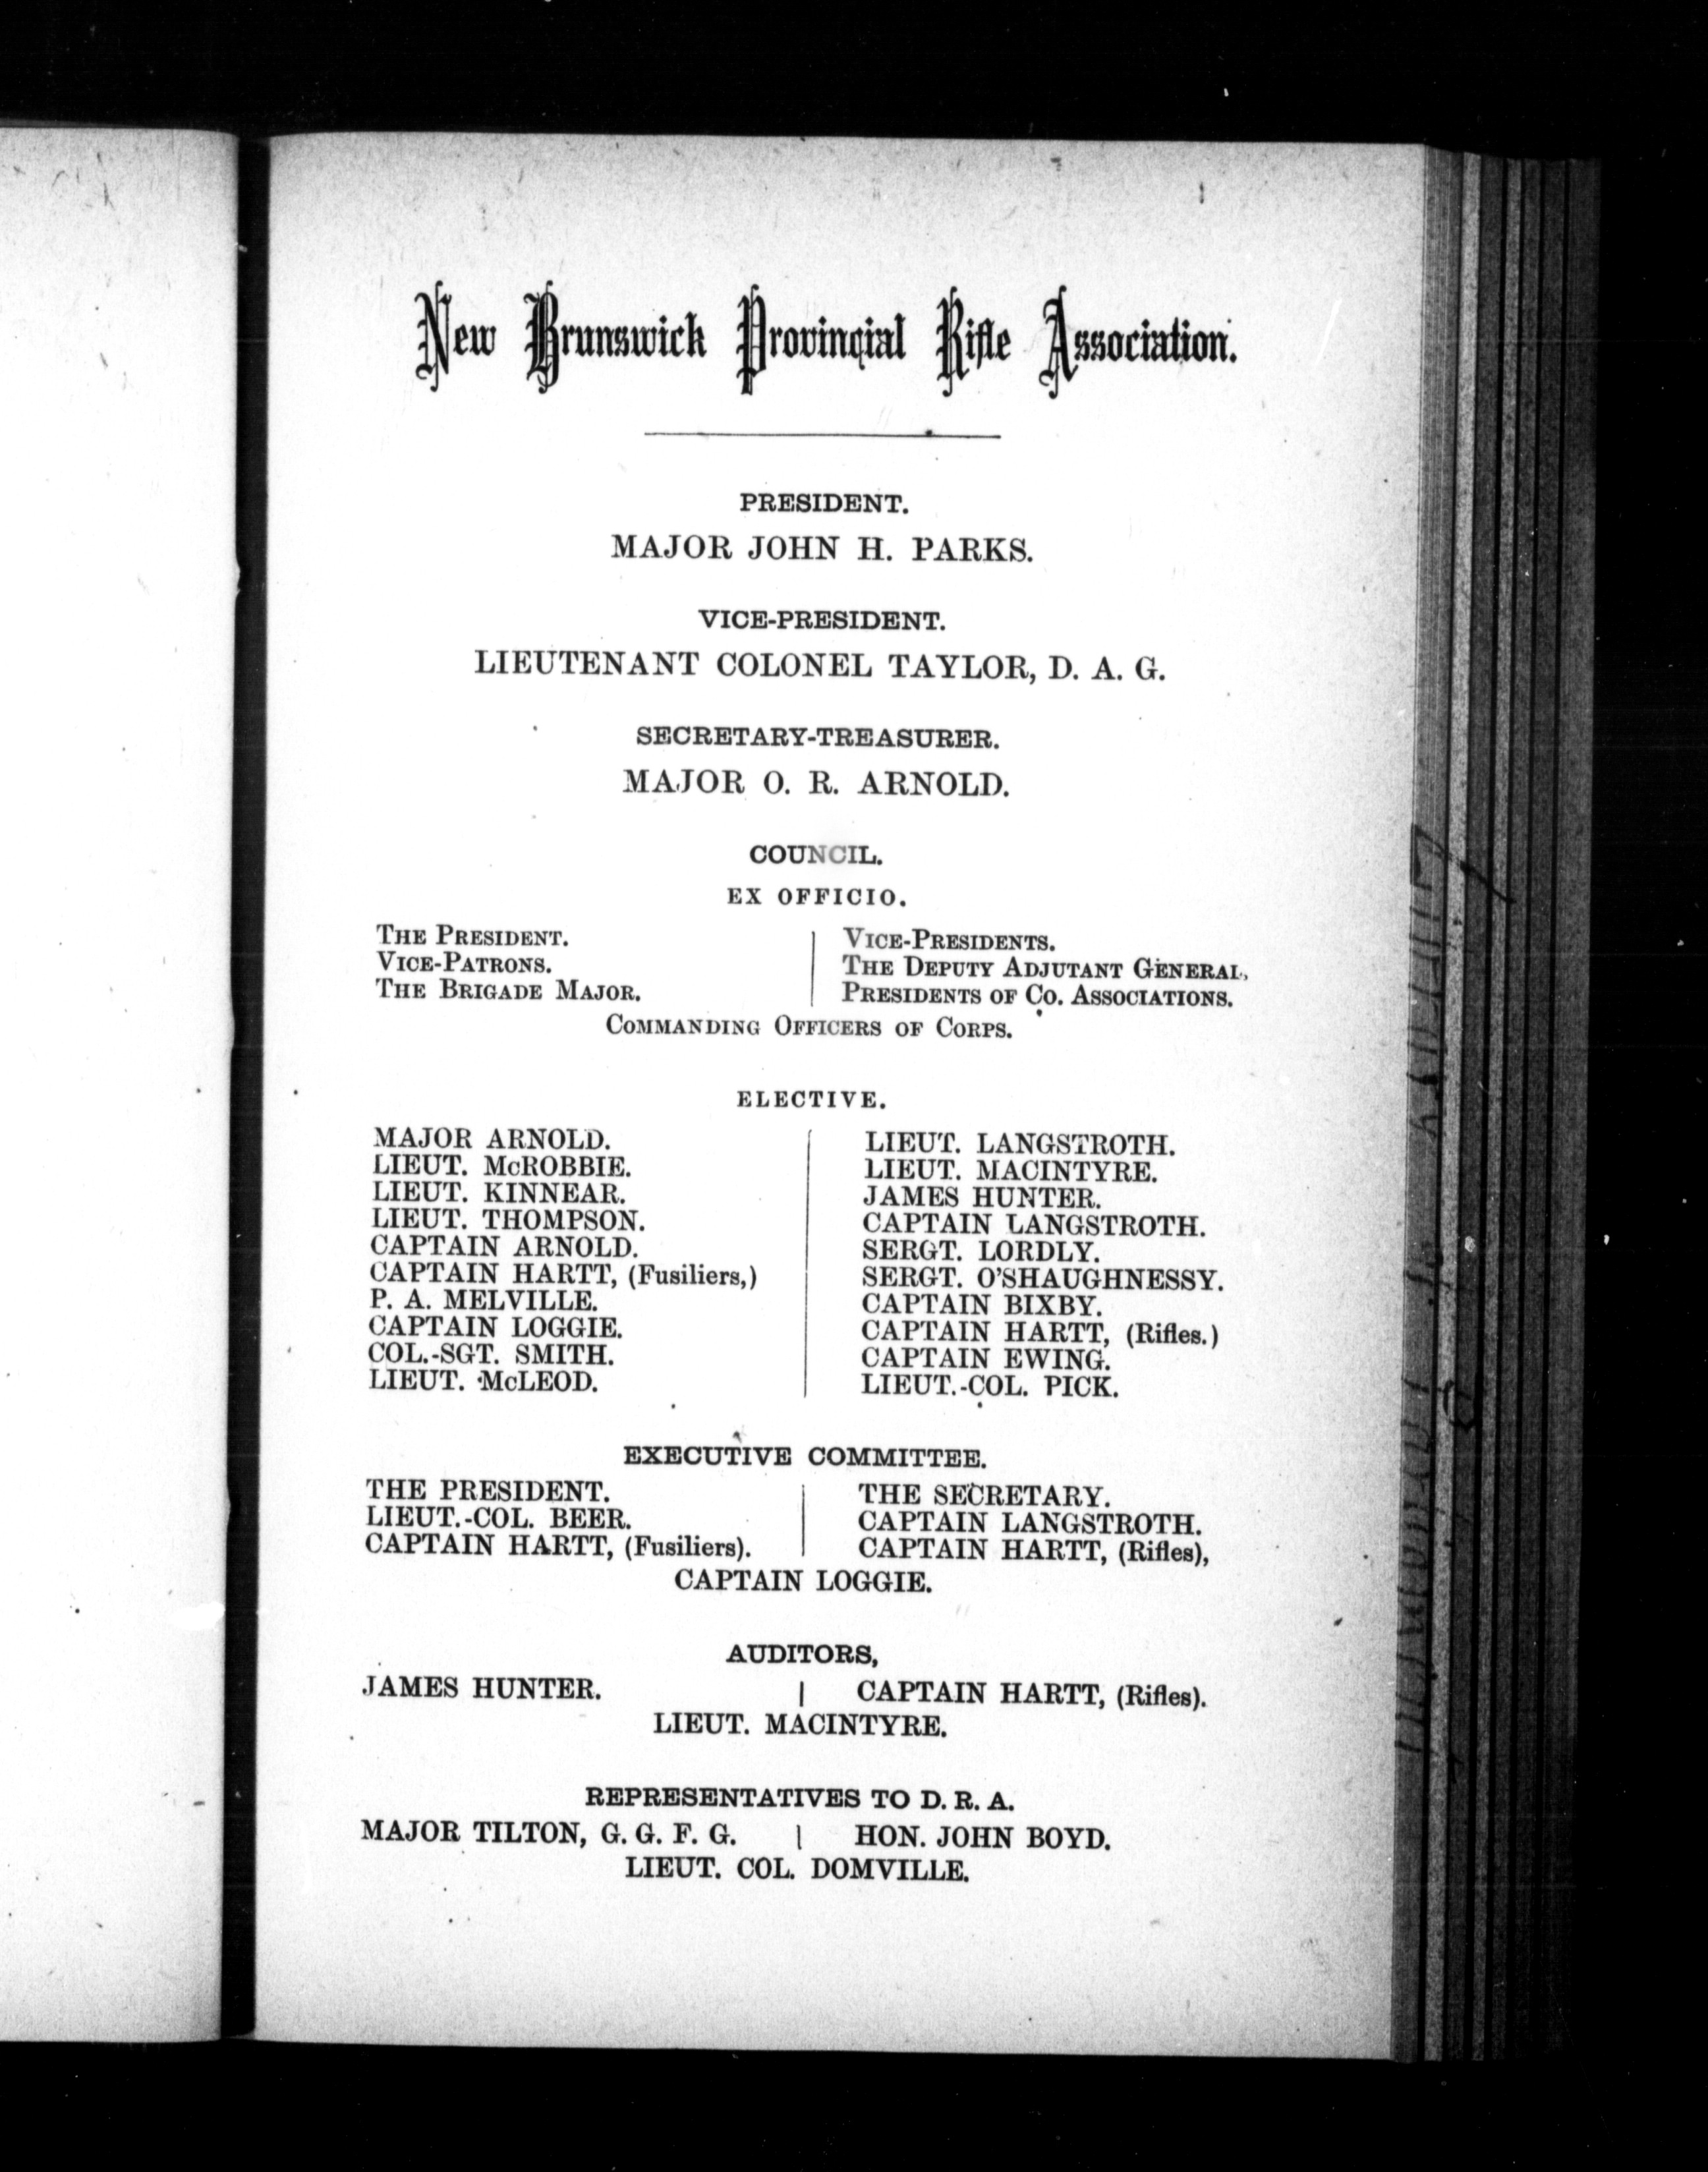 New Brunswick Provincial Rifle Association.
PRESIDENT.
MAJOR JOHN H. PARKS.
VICE-PRESIDENT.
LIEUTENANT COLONEL TAYLOR, D. A. G.
SECRETARY-TREASURER.
MAJOR O. R. ARNOLD.
COUNCIL.
EX OFFICIO.
THE PRESIDENT.
VICE-PATRONS.
THE BRIGADE MAJOR.
VICE-PRESIDENTS.
THE DEPUTY ADJUTANT GENERAL,
PRESIDENTS OF CO. ASSOCIATIONS.
COMMANDING OFFICERS OF CORPS.
ELECTIVE.
MAJOR ARNOLD.
LIEUT. McROBBIE.
LIEUT. KINNEAR.
LIEUT. THOMPSON.
CAPTAIN ARNOLD.
CAPTAIN HARTT, (Fusiliers,)
P. A. MELVILLE.
CAPTAIN LOGGIE.
COL.-SGT. SMITH.
LIEUT. McLEOD.
LIEUT. LANGSTROTH.
LIEUT. MACINTYRE.
JAMES HUNTER.
CAPTAIN LANGSTROTH.
SERGT. LORDLY.
SERGT. O'SHAUGHNESSY.
CAPTAIN BIXBY.
CAPTAIN HARTT, (Rifles.)
CAPTAIN EWING.
LIEUT.-COL. PICK.
EXECUTIVE COMMITTEE.
THE PRESIDENT.
LIEUT.-COL. BEER.
CAPTAIN HARTT, (Fusiliers).
THE SECRETARY.
CAPTAIN LANGSTROTH.
CAPTAIN HARTT, (Rifles),
CAPTAIN LOGGIE.
AUDITORS,
JAMES HUNTER. | CAPTAIN HARTT, (Rifles).
LIEUT. MACINTYRE.
REPRESENTATIVES TO D. R. A.
MAJOR TILTON, G. G. F. G. | HON. JOHN BOYD.
LIEUT. COL. DOMVILLE.